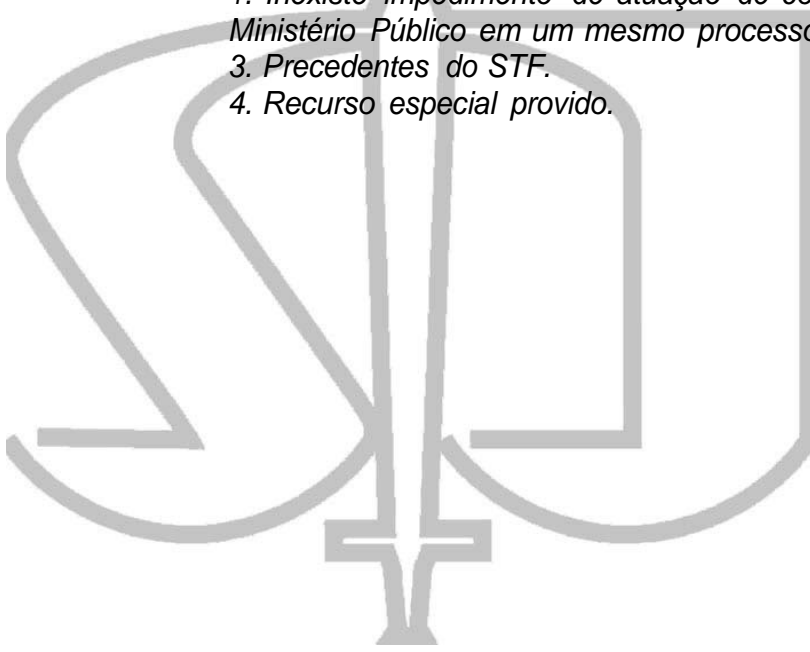 1. Inexiste impedimento de atuação de
Ministério Público em um mesmo processo
3. Precedentes do STF.
4. Recurso especial provido.
STJ